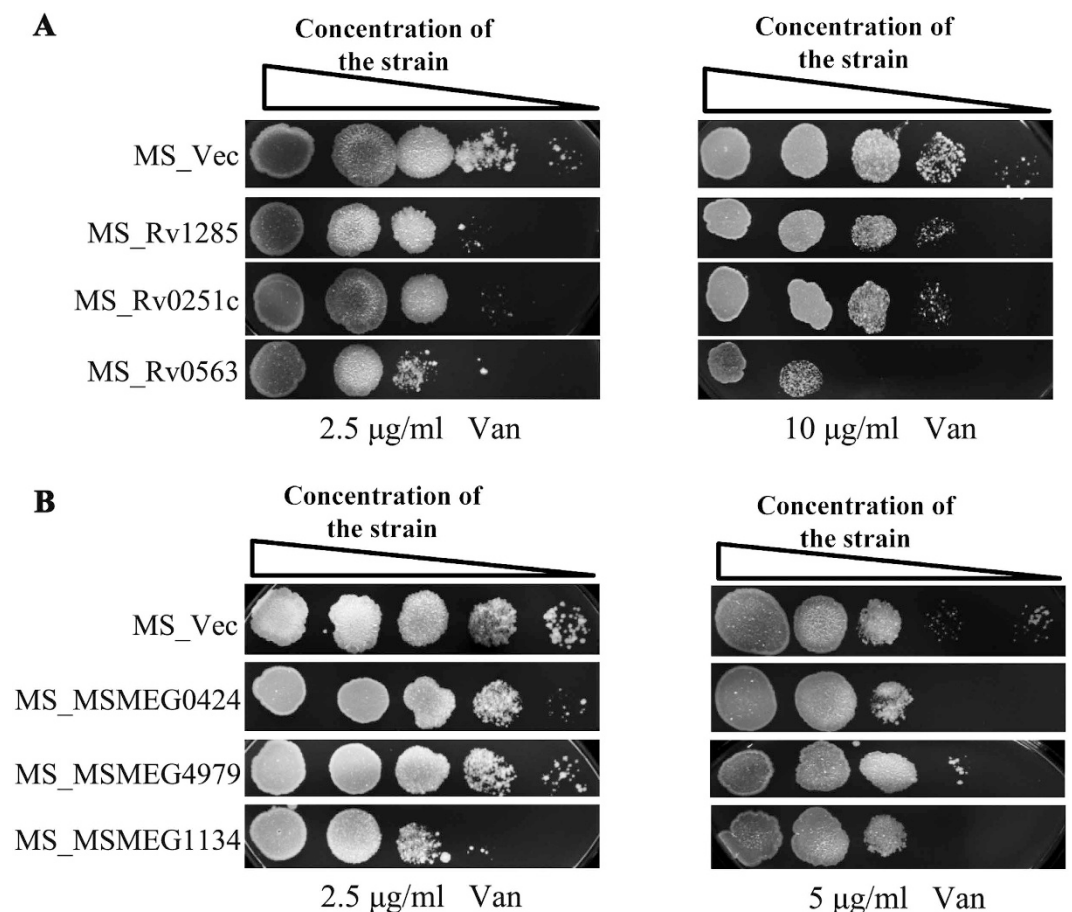 A
Concentration of
the strain
Concentration of
the strain
MS_Vec
MS_Rv1285
MS_Rv0251c
MS_Rv0563
2.5 μg/ml Van
10 μg/ml Van
B
Concentration of
the strain
Concentration of
the strain
MS_Vec
MS_MSMEG0424
MS_MSMEG4979
MS_MSMEG1134
2.5 μg/ml Van
5 μg/ml Van